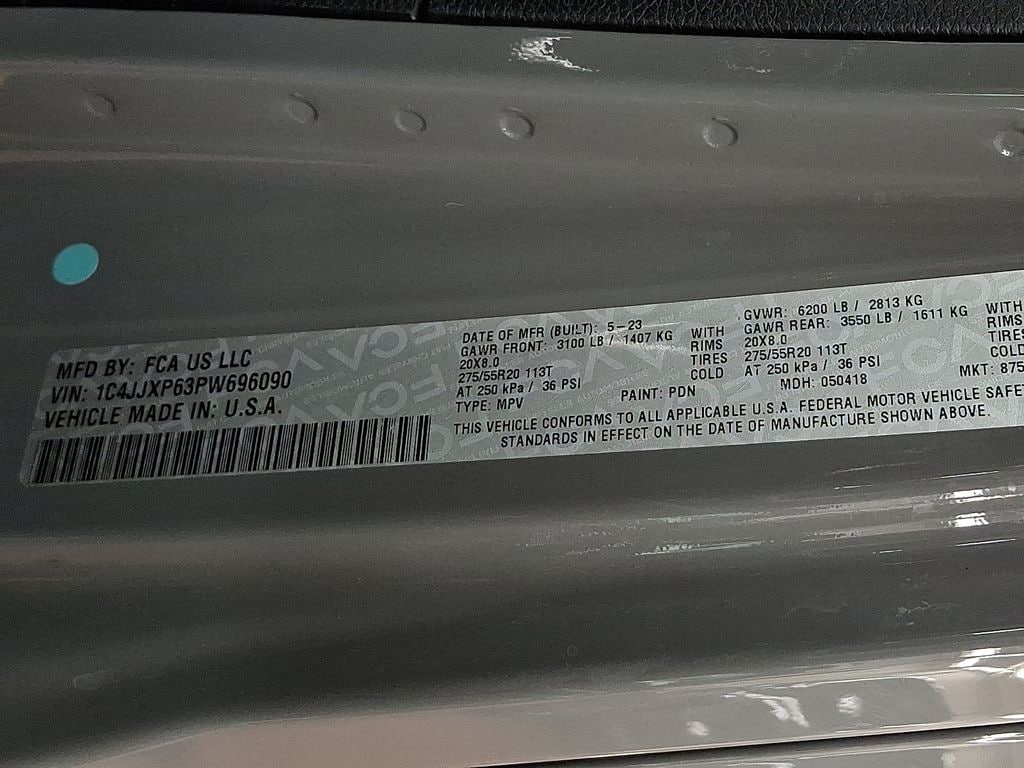 MFD BY: FCA US LLC
VIN: 1C4JJXP63PW696090
VEHICLE MADE IN: U.S.A.
DATE OF MFR (BUILT): 5-23
GAWR FRONT: 3100 LB / 1407 KG WITH
20X8.0 RIMS
275/55R20 113T TIRES
AT 250 kPa / 36 PSI COLD
TYPE: MPV PAINT: PDN
GVWR: 6200 LB / 2813 KG
GAWR REAR: 3550 LB / 1611 KG WITH
20X8.0 RIMS
275/55R20 113T TIRES
AT 250 kPa / 36 PSI COLD
MDH: 050418 MKT: 875
THIS VEHICLE CONFORMS TO ALL APPLICABLE U.S.A. FEDERAL MOTOR VEHICLE SAFE
STANDARDS IN EFFECT ON THE DATE OF MANUFACTURE SHOWN ABOVE.